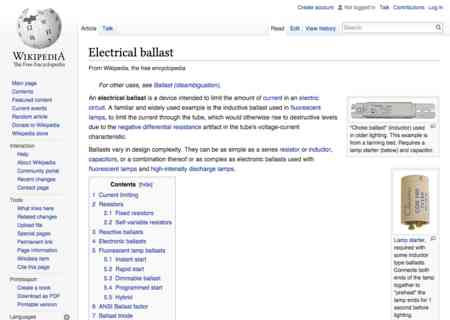 Create account Not logged in Talk Contributions Log in
Article Talk Read Edit View history Search
WIKIPEDIA
The Free Encyclopedia
Electrical ballast
From Wikipedia, the free encyclopedia
For other uses, see Ballast (disambiguation).
An electrical ballast is a device intended to limit the amount of current in an electric
circuit. A familiar and widely used example is the inductive ballast used in fluorescent
lamps, to limit the current through the tube, which would otherwise rise to destructive levels
due to the negative differential resistance artifact in the tube's voltage-current
characteristic.
Ballasts vary in design complexity. They can be as simple as a series resistor or inductor,
capacitors, or a combination thereof or as complex as electronic ballasts used with
fluorescent lamps and high-intensity discharge lamps.
Contents [hide]
1 Current limiting
2 Resistors
2.1 Fixed resistors
2.2 Self-variable resistors
3 Reactive ballasts
4 Electronic ballasts
5 Fluorescent lamp ballasts
5.1 Instant start
5.2 Rapid start
5.3 Dimmable ballast
5.4 Programmed start
5.5 Hybrid
6 ANSI Ballast factor
7 Ballast triode
"Choke ballast" (inductor) used
in older lighting. This example is
from a tanning bed. Requires a
lamp starter (below) and capacitor.
Lamp starter,
required with
some inductor
type ballasts.
Connects both
ends of the lamp
together to
"preheat" the
lamp ends for 1
second before
lighting.
Main page
Contents
Featured content
Current events
Random article
Donate to Wikipedia
Wikipedia store
Interaction
Help
About Wikipedia
Community portal
Recent changes
Contact page
Tools
What links here
Related changes
Upload file
Special pages
Permanent link
Page information
Wikidata item
Cite this page
Print/export
Create a book
Download as PDF
Printable version
Languages